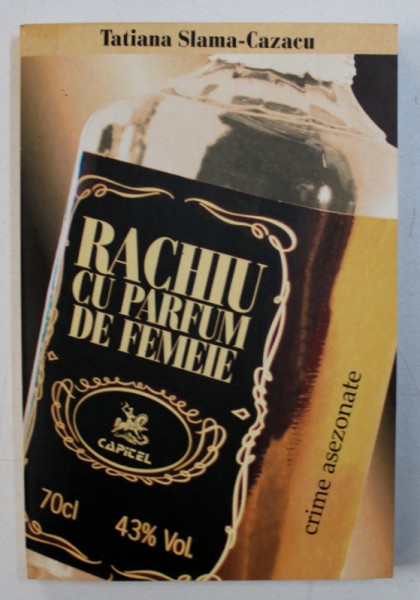 Tatiana Slama-Cazacu
RACHIU
CU PARFUM
DE FEMEIE
CAPITEL
70cl 43% Vol.
crime asezonate